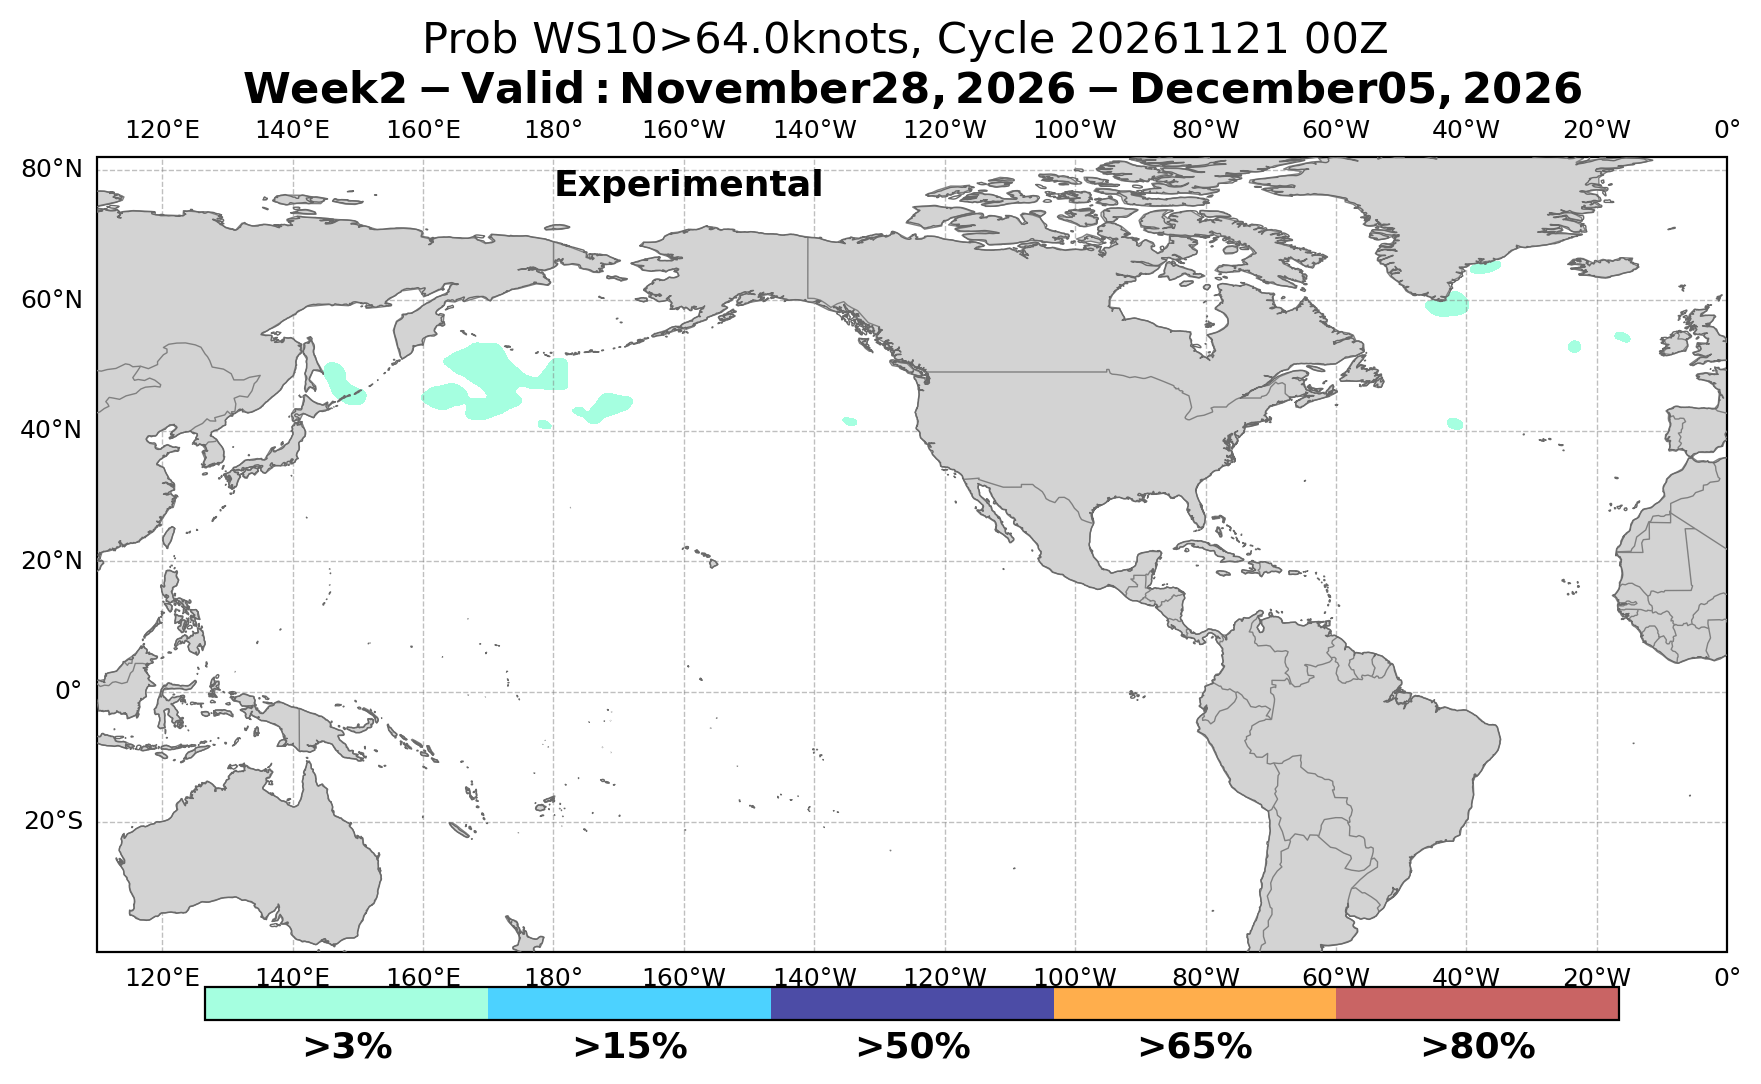 Prob WS10>64.0knots, Cycle 20261121 00Z
Week2 − Valid : November28, 2026 − December05, 2026
120°E 140°E 160°E 180° 160°W 140°W 120°W 100°W 80°W 60°W 40°W 20°W 0°
80°N
Experimental
60°N
40°N
20°N
0°
20°S
120°E 140°E 160°E 180° 160°W 140°W 120°W 100°W 80°W 60°W 40°W 20°W 0°
>3% >15% >50% >65% >80%